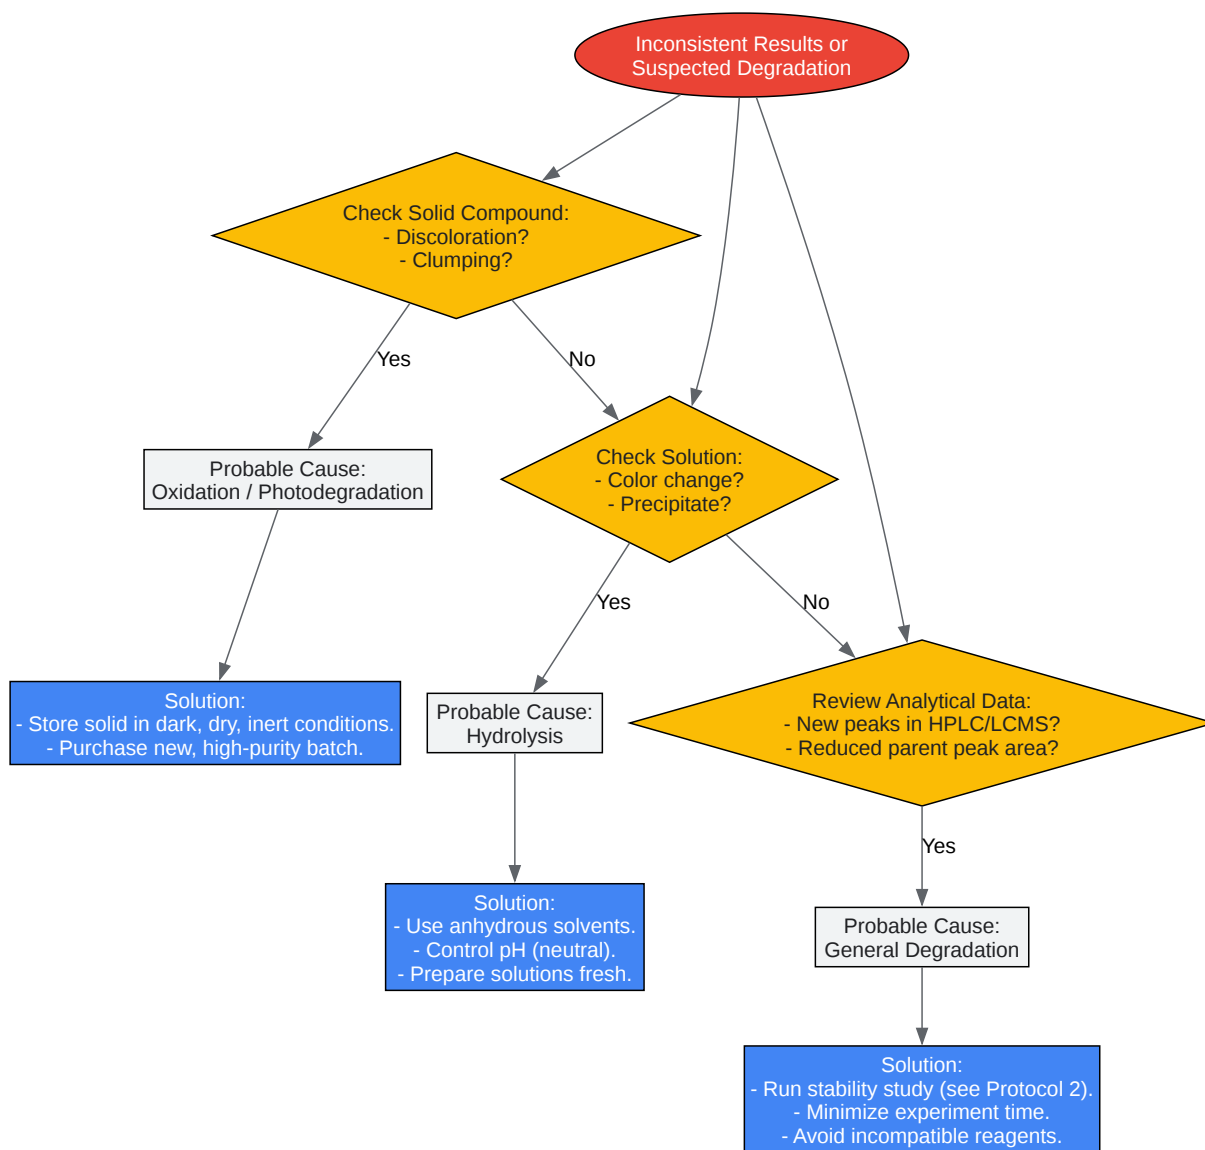 Inconsistent Results or
Suspected Degradation
Check Solid Compound:
- Discoloration?
- Clumping?
Yes
No
Probable Cause:
Oxidation / Photodegradation
Check Solution:
- Color change?
- Precipitate?
Yes
No
Solution:
- Store solid in dark, dry, inert conditions.
- Purchase new, high-purity batch.
Probable Cause:
Hydrolysis
Review Analytical Data:
- New peaks in HPLC/LCMS?
- Reduced parent peak area?
Yes
Solution:
- Use anhydrous solvents.
- Control pH (neutral).
- Prepare solutions fresh.
Probable Cause:
General Degradation
Solution:
- Run stability study (see Protocol 2).
- Minimize experiment time.
- Avoid incompatible reagents.